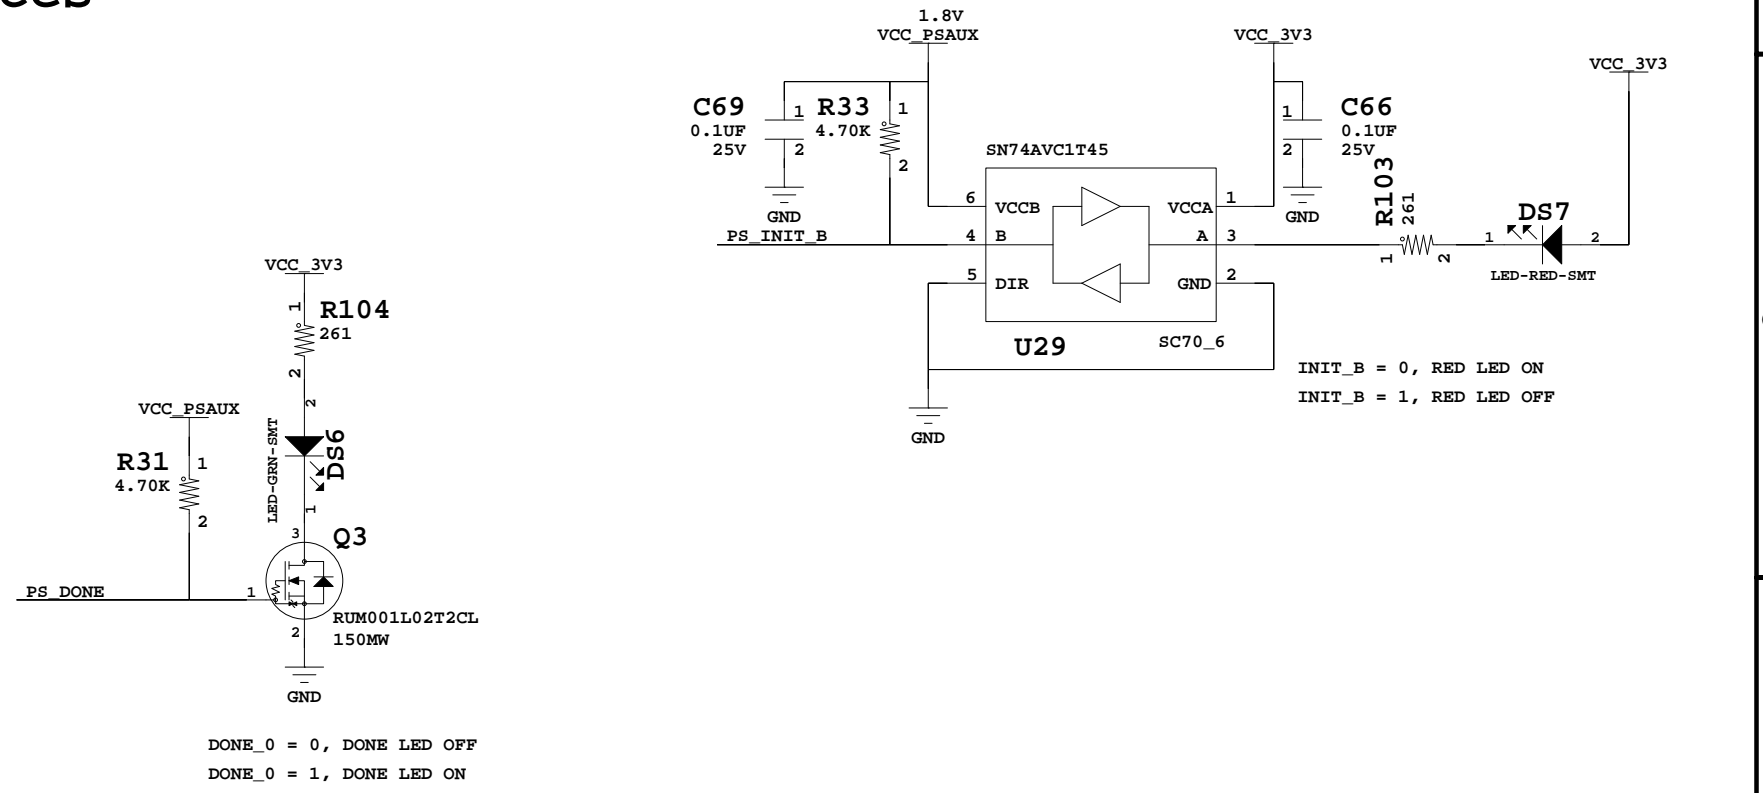 1.8V
VCC_PSAUX
VCC_3V3
VCC_3V3
C69
0.1UF
25V
1
2
GND
R33
4.70K
1
2
SN74AVC1T45
6
VCCB
VCCA
1
PS_INIT_B
4
B
A
3
5
DIR
GND
2
U29
SC70_6
GND
C66
0.1UF
25V
1
2
GND
R103
261
1
2
DS7
1
2
LED-RED-SMT
INIT_B = 0, RED LED ON
INIT_B = 1, RED LED OFF
VCC_3V3
1
R104
261
2
VCC_PSAUX
R31
4.70K
1
2
2
LED-GRN-SMT
DS6
1
3
Q3
PS_DONE
1
RUM001L02T2CL
150MW
2
GND
DONE_0 = 0, DONE LED OFF
DONE_0 = 1, DONE LED ON